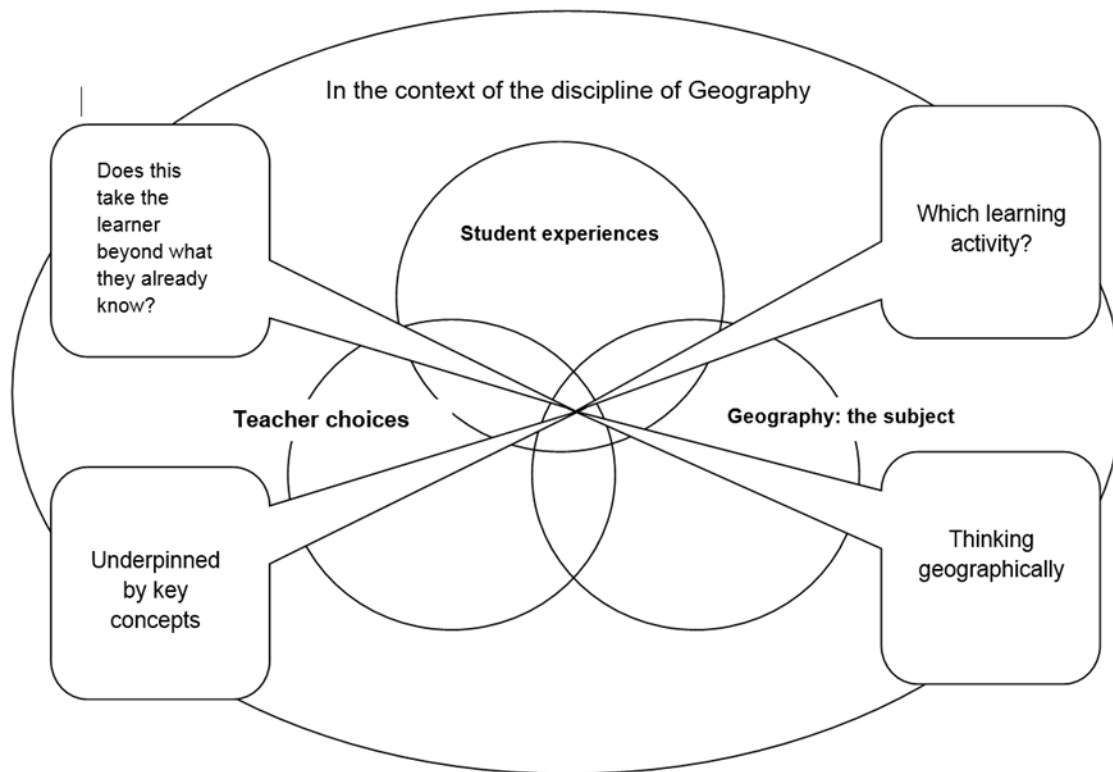 In the context of the discipline of Geography
Does this
take the
learner
beyond what
they already
know?
Which learning
activity?
Student experiences
Teacher choices
Geography: the subject
Underpinned
by key
concepts
Thinking
geographically